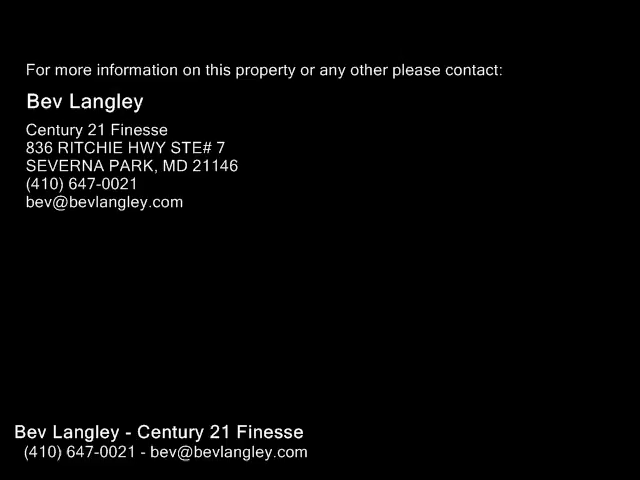 For more information on this property or any other please contact:
Bev Langley
Century 21 Finesse
836 RITCHIE HWY STE# 7
SEVERNA PARK, MD 21146
(410) 647-0021
bev@bevlangley.com
Bev Langley - Century 21 Finesse
(410) 647-0021 - bev@bevlangley.com